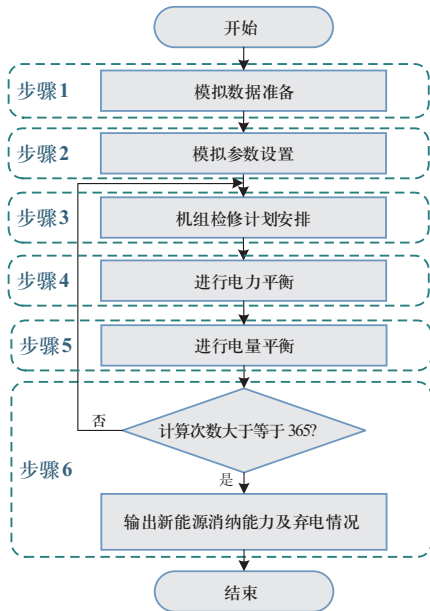 开始
步骤1
模拟数据准备
步骤2
模拟参数设置
步骤3
机组检修计划安排
步骤4
进行电力平衡
步骤5
进行电量平衡
否
计算次数大于等于365?
步骤6
是
输出新能源消纳能力及弃电情况
结束